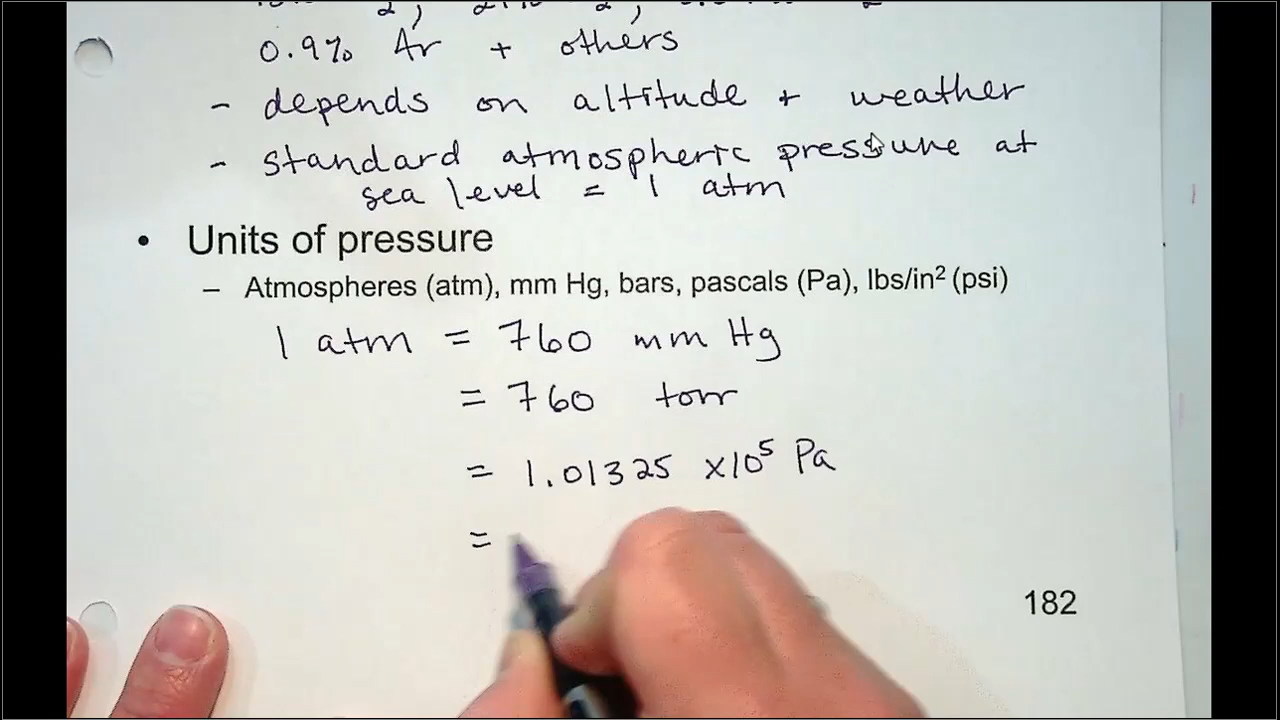 0.9% Ar + others
- depends on altitude + weather
- standard atmospheric pressure at
sea level = 1 atm
• Units of pressure
– Atmospheres (atm), mm Hg, bars, pascals (Pa), lbs/in² (psi)
1 atm = 760 mm Hg
= 760 torr
= 1.01325 x10⁵ Pa
=
182